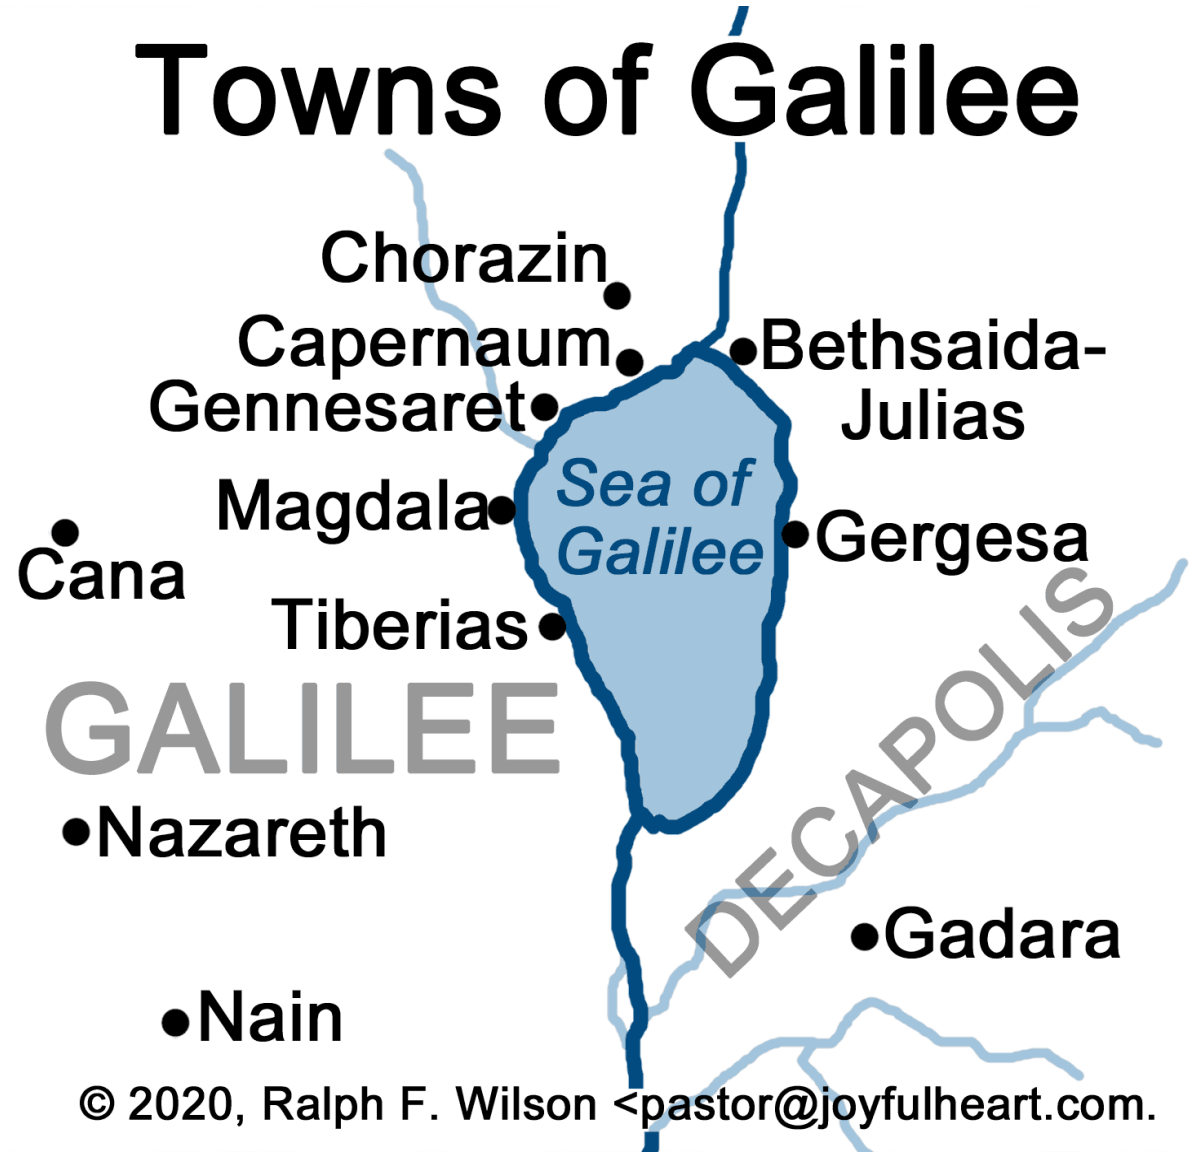 Towns of Galilee
Chorazin
Capernaum
Bethsaida-
Julias
Gennesaret
Sea of
Galilee
Magdala
Gergesa
Cana
Tiberias
DECAPOLIS
GALILEE
Nazareth
Gadara
Nain
© 2020, Ralph F. Wilson <pastor@joyfulheart.com.